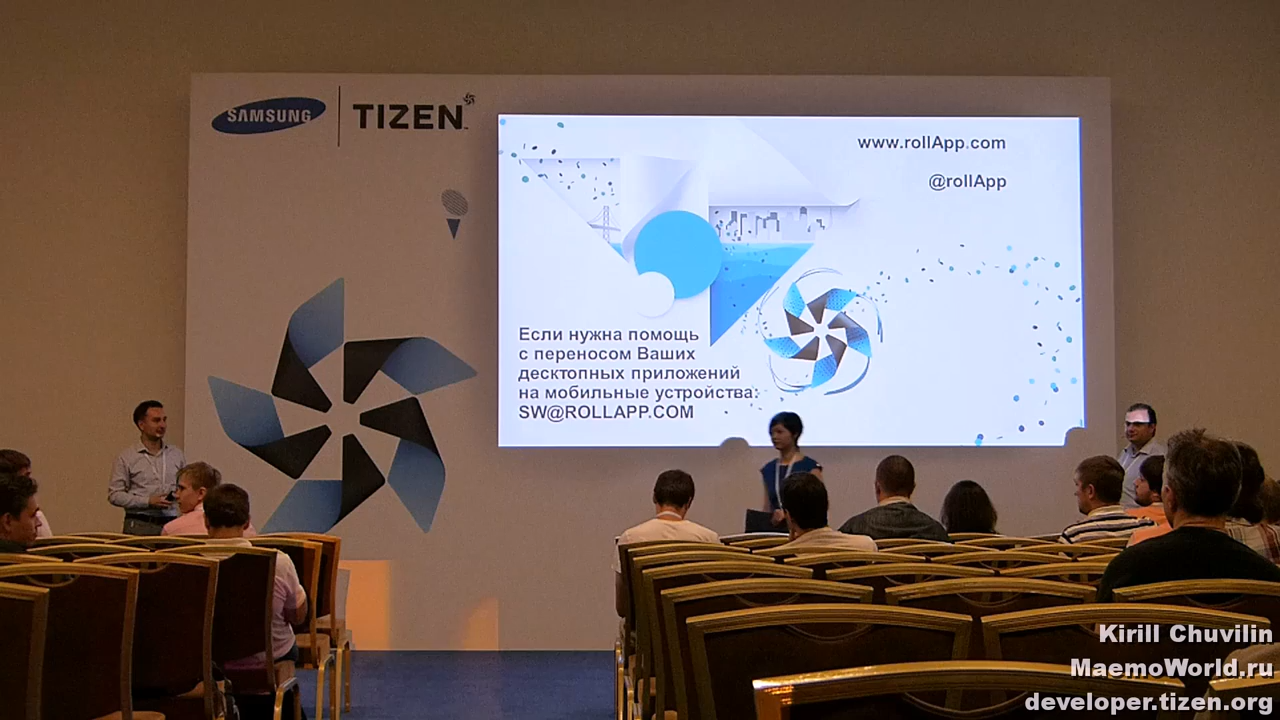 SAMSUNG
TIZEN™
www.rollApp.com
@rollApp
Если нужна помощь
с переносом Ваших
десктопных приложений
на мобильные устройства:
SW@ROLLAPP.COM
Kirill Chuvilin
MaemoWorld.ru
developer.tizen.org